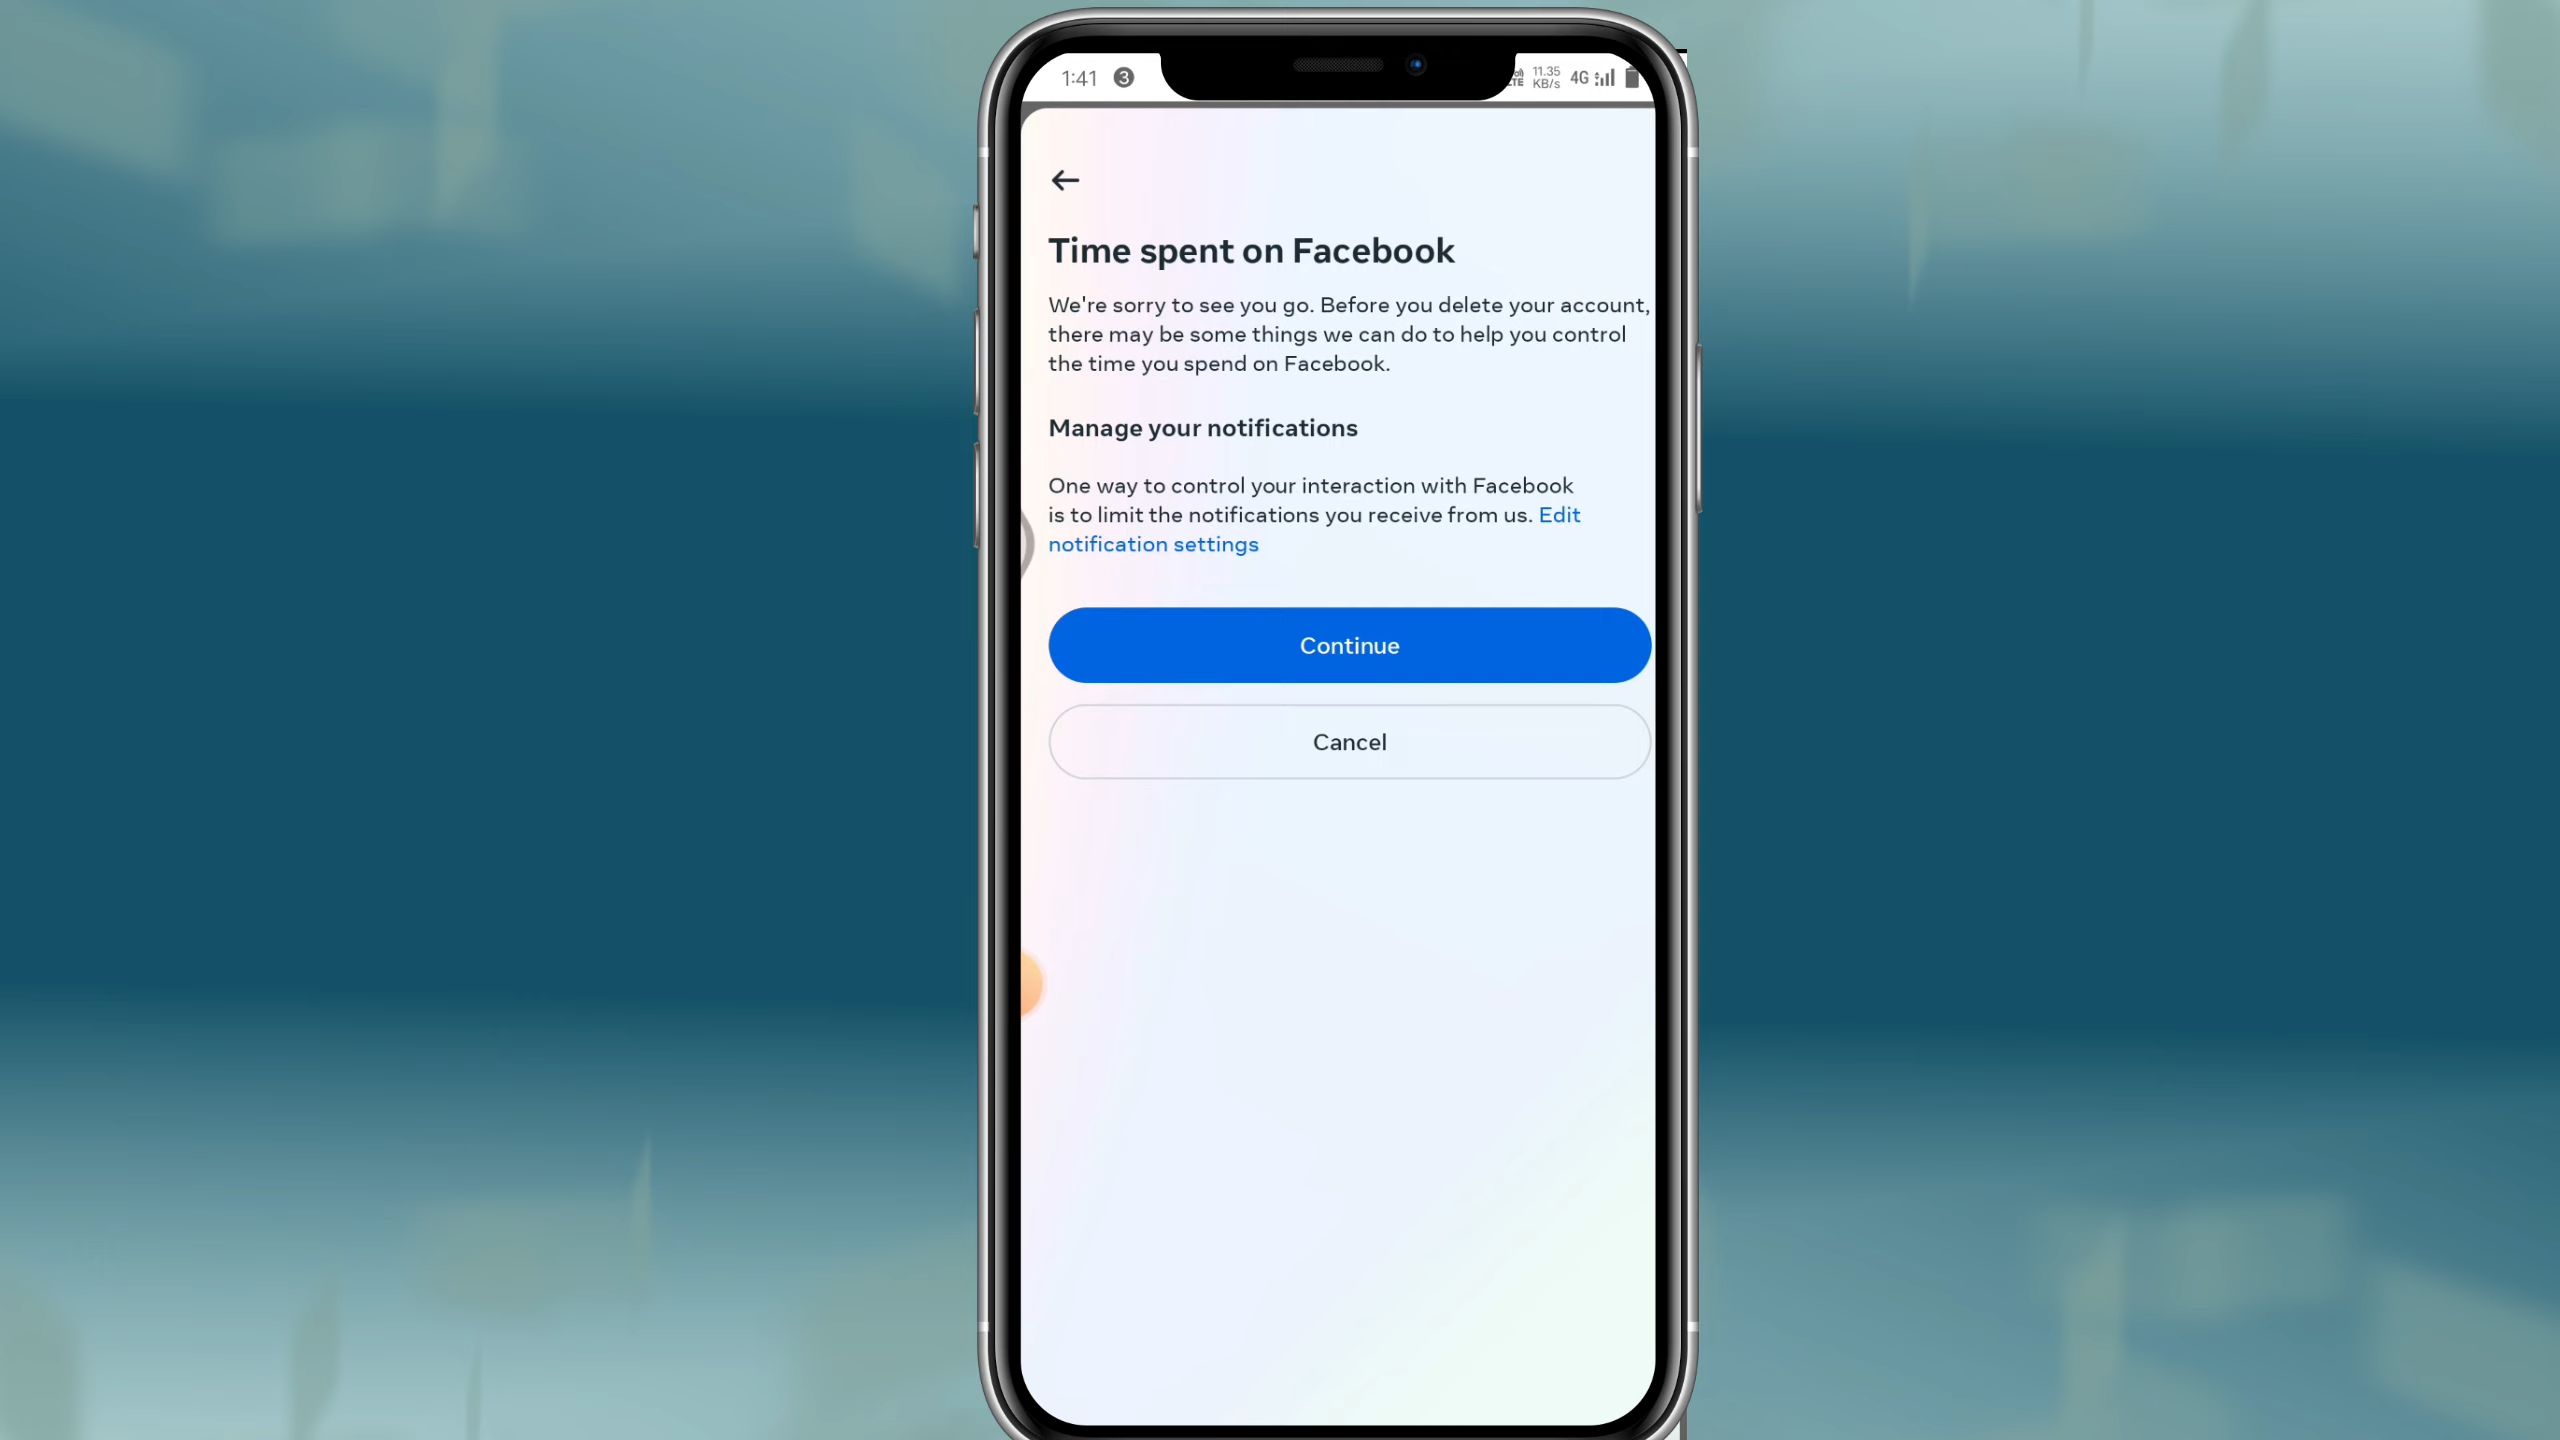 1:41 3 11.35 KB/s 4G
Time spent on Facebook
We're sorry to see you go. Before you delete your account,
there may be some things we can do to help you control
the time you spend on Facebook.
Manage your notifications
One way to control your interaction with Facebook
is to limit the notifications you receive from us. Edit
notification settings
Continue
Cancel